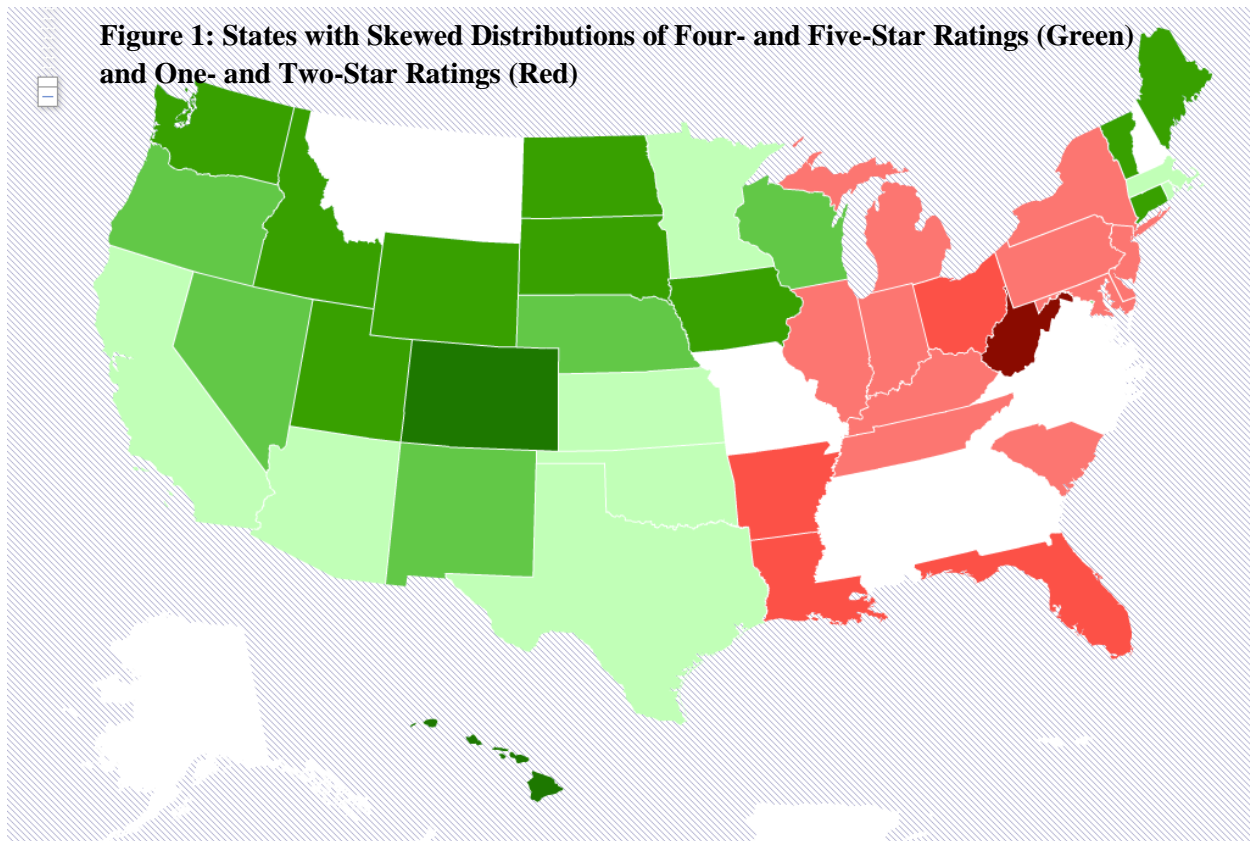 Figure 1: States with Skewed Distributions of Four- and Five-Star Ratings (Green)
and One- and Two-Star Ratings (Red)